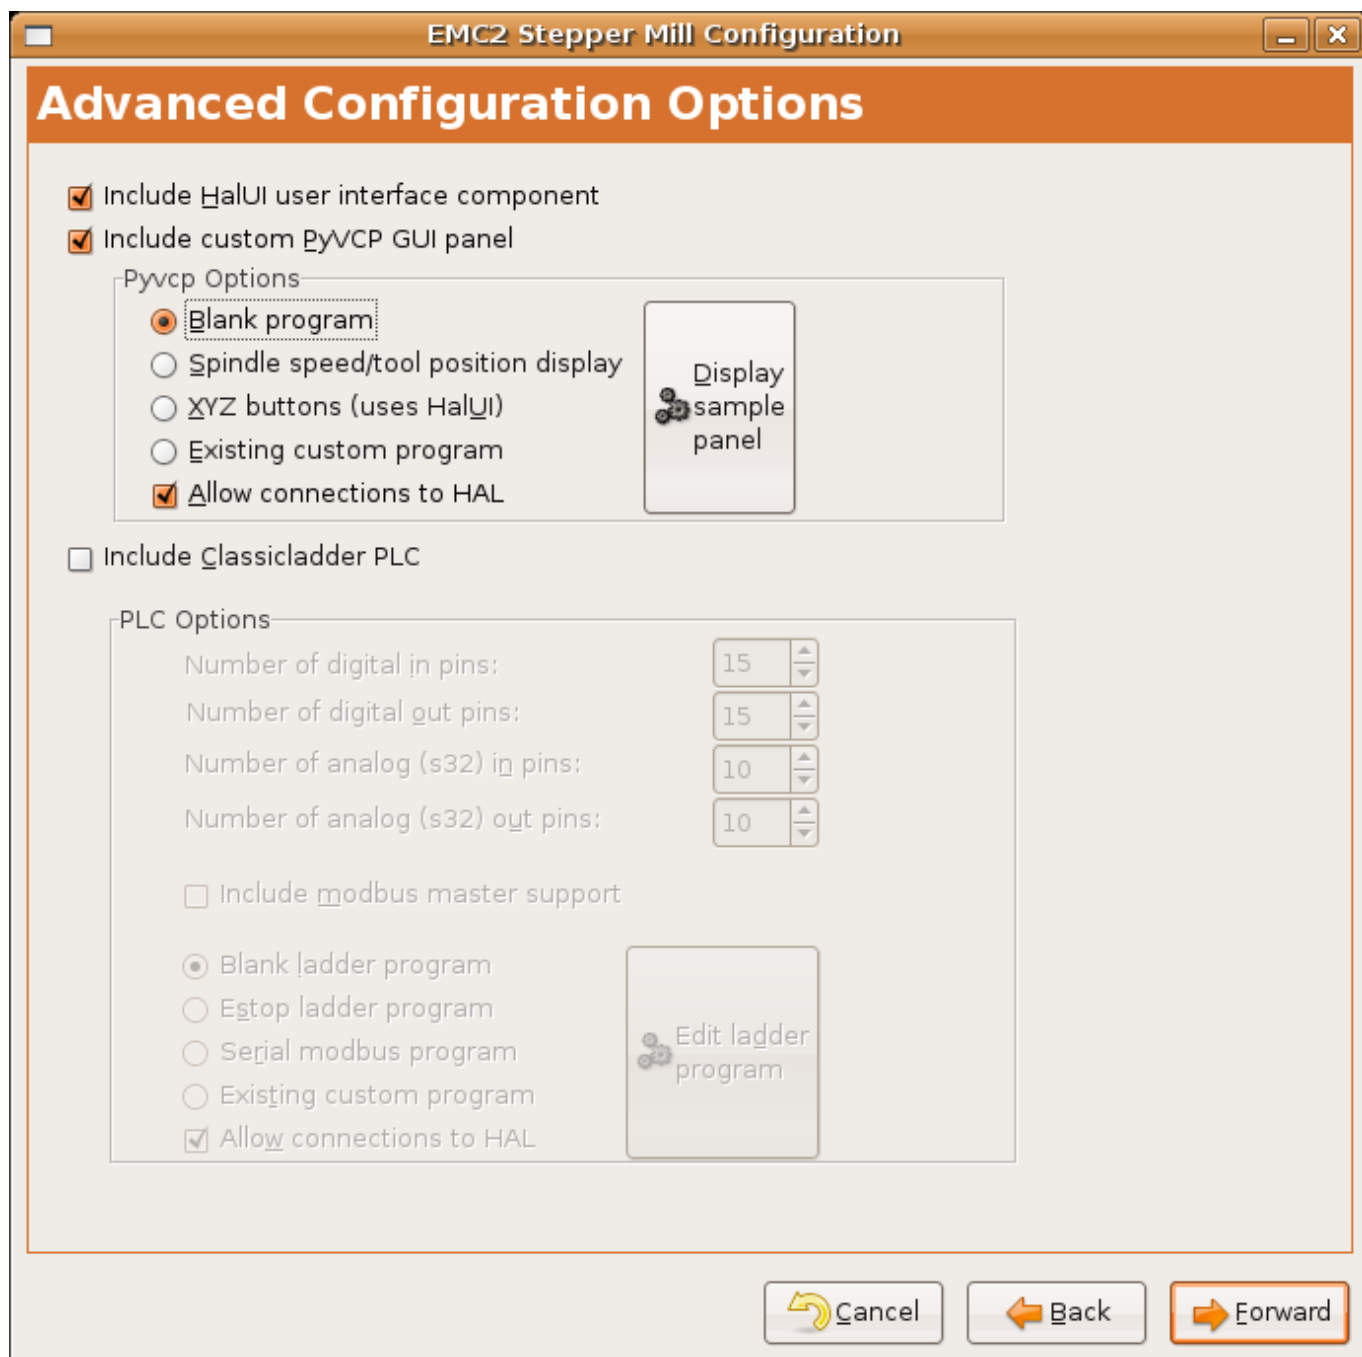 EMC2 Stepper Mill Configuration
Advanced Configuration Options
Include HalUI user interface component
Include custom PyVCP GUI panel
Pyvcp Options
Blank program
Spindle speed/tool position display
XYZ buttons (uses HalUI)
Existing custom program
Allow connections to HAL
Display
sample
panel
Include Classicladder PLC
PLC Options
Number of digital in pins: 15
Number of digital out pins: 15
Number of analog (s32) in pins: 10
Number of analog (s32) out pins: 10
Include modbus master support
Blank ladder program
Estop ladder program
Serial modbus program
Existing custom program
Allow connections to HAL
Edit ladder
program
Cancel Back Forward